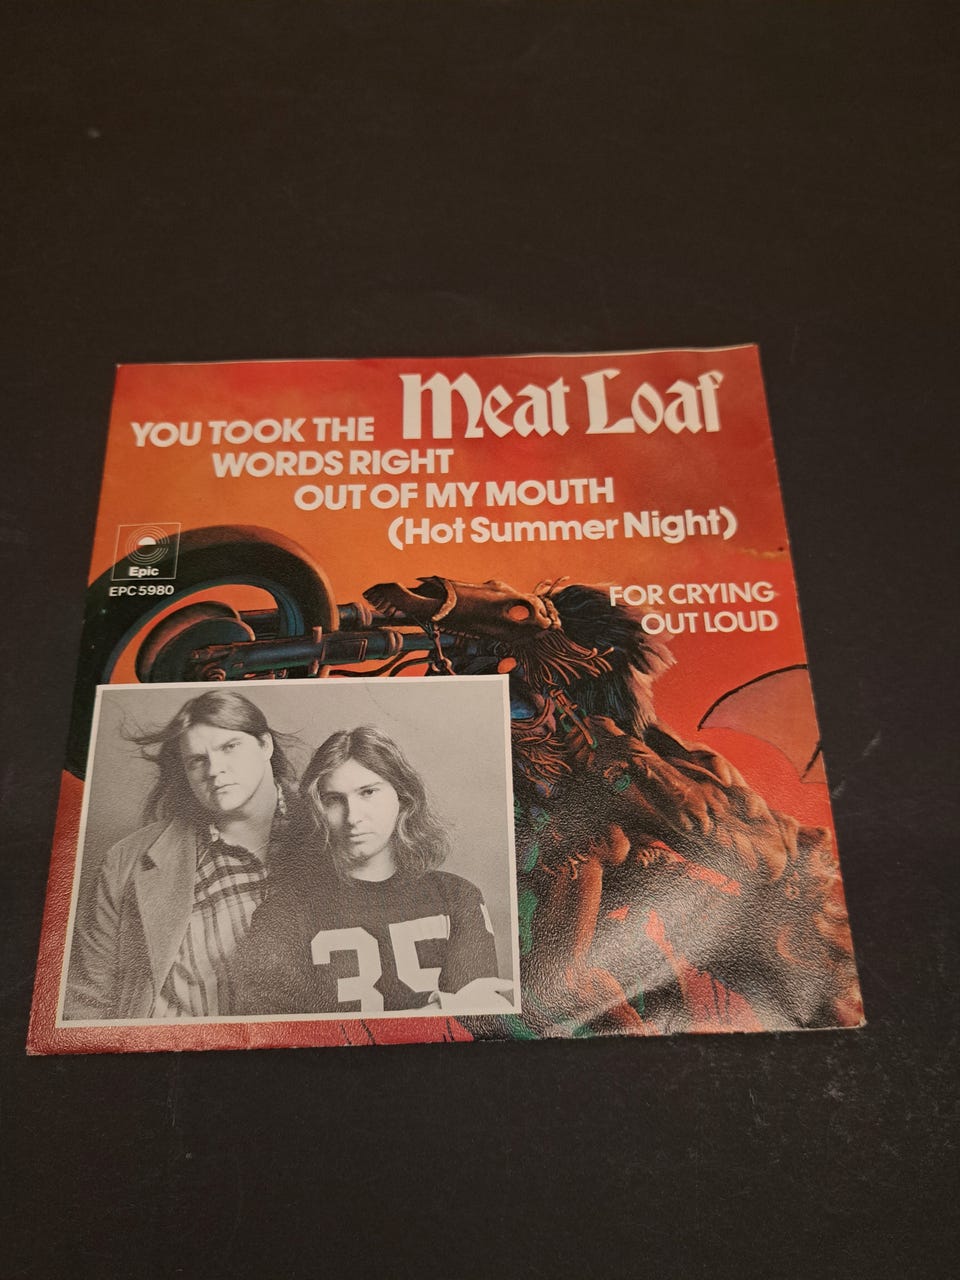 Meat Loaf
YOU TOOK THE
WORDS RIGHT
OUT OF MY MOUTH
(Hot Summer Night)
Epic
EPC 5980
FOR CRYING
OUT LOUD
35